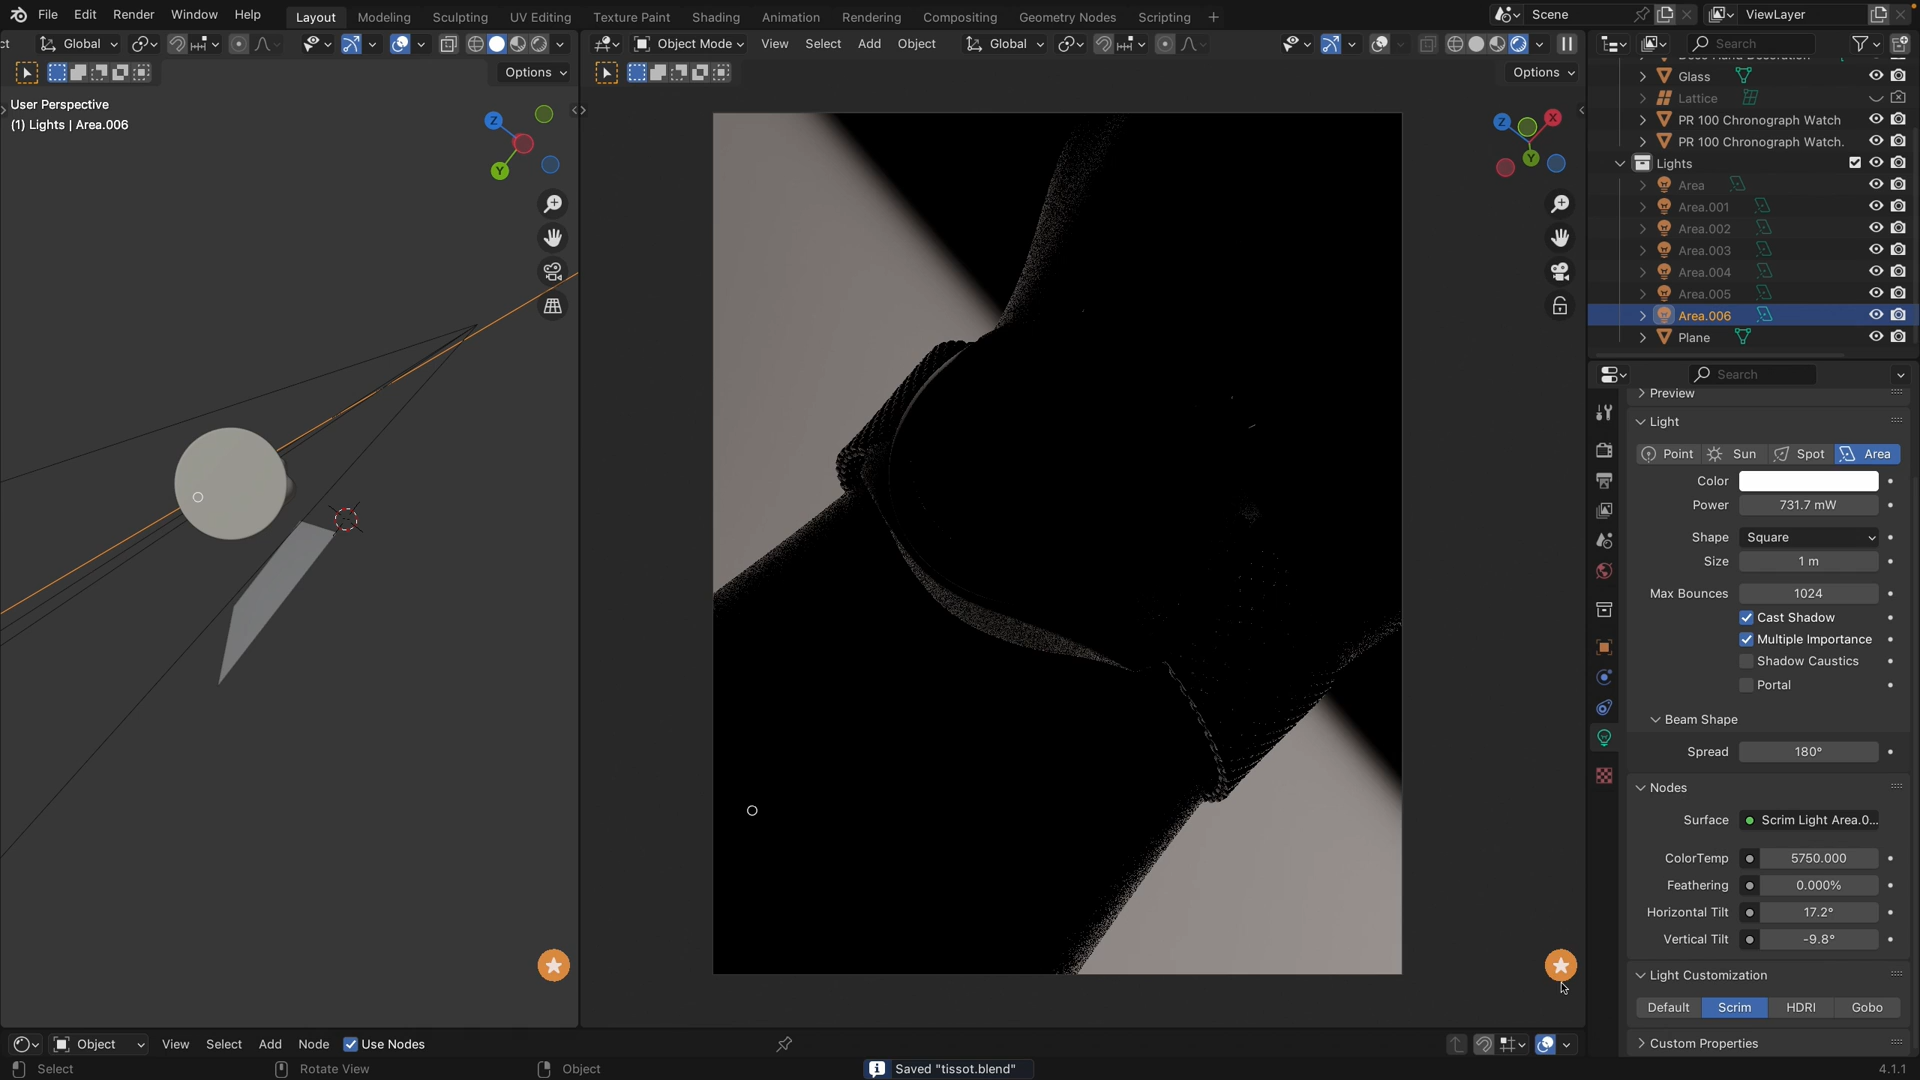 File Edit Render Window Help Layout Modeling Sculpting UV Editing Texture Paint Shading Animation Rendering Compositing Geometry Nodes Scripting + Scene ViewLayer
ct Global Object Mode View Select Add Object Global Search
Options Options
User Perspective
(1) Lights | Area.006
Z
Y
Z
X
Y
Glass
Lattice
PR 100 Chronograph Watch
PR 100 Chronograph Watch.
Lights
Area
Area.001
Area.002
Area.003
Area.004
Area.005
Area.006
Plane
Search
Preview
Light
Point Sun Spot Area
Color
Power 731.7 mW
Shape Square
Size 1 m
Max Bounces 1024
Cast Shadow
Multiple Importance
Shadow Caustics
Portal
Beam Shape
Spread 180°
Nodes
Surface Scrim Light Area.0...
ColorTemp 5750.000
Feathering 0.000%
Horizontal Tilt 17.2°
Vertical Tilt -9.8°
Light Customization
Default Scrim HDRI Gobo
Custom Properties
Object View Select Add Node Use Nodes
Select Rotate View Object Saved "tissot.blend" 4.1.1